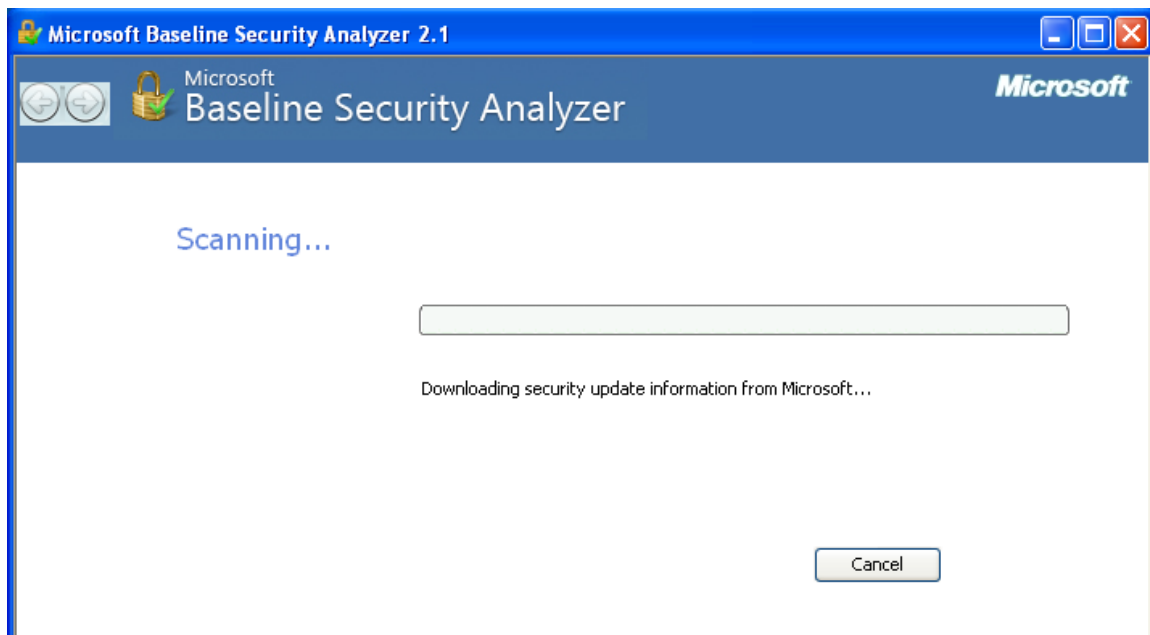 Microsoft Baseline Security Analyzer 2.1
Microsoft
Baseline Security Analyzer
Microsoft
Scanning...
Downloading security update information from Microsoft...
Cancel